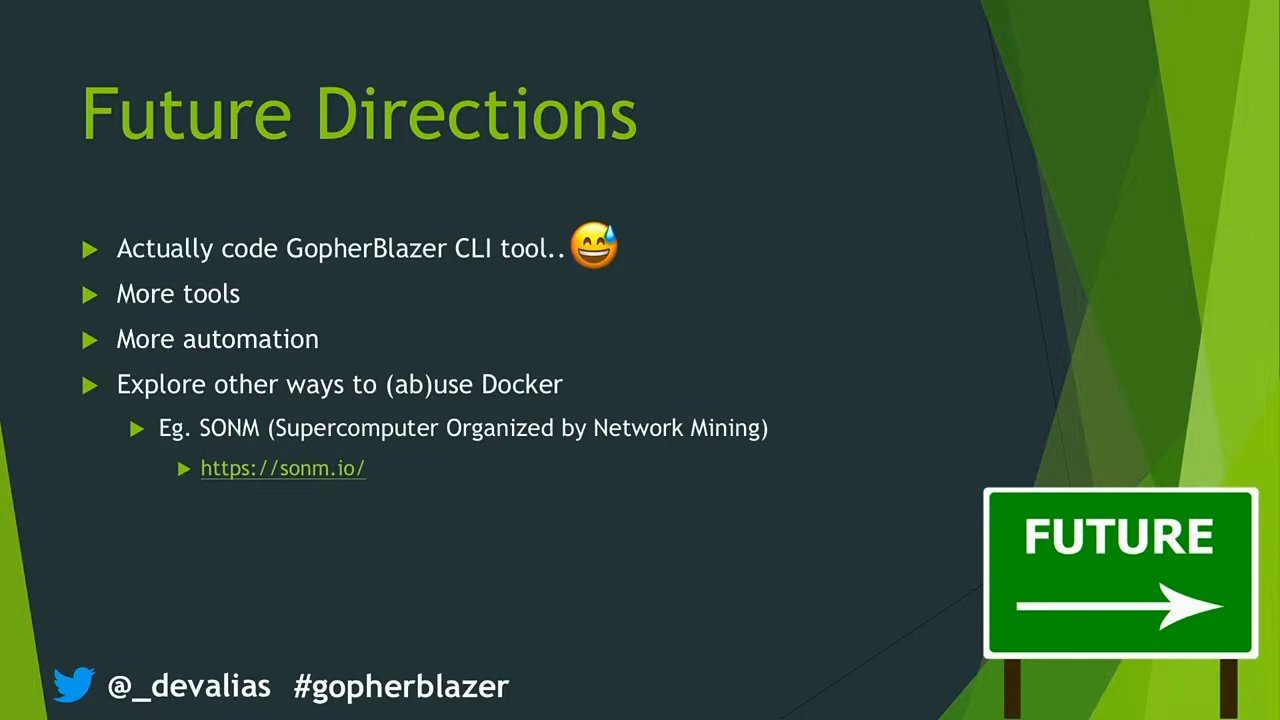 Future Directions
Actually code GopherBlazer CLI tool..
More tools
More automation
Explore other ways to (ab)use Docker
Eg. SONM (Supercomputer Organized by Network Mining)
https://sonm.io/
FUTURE
@_devalias #gopherblazer